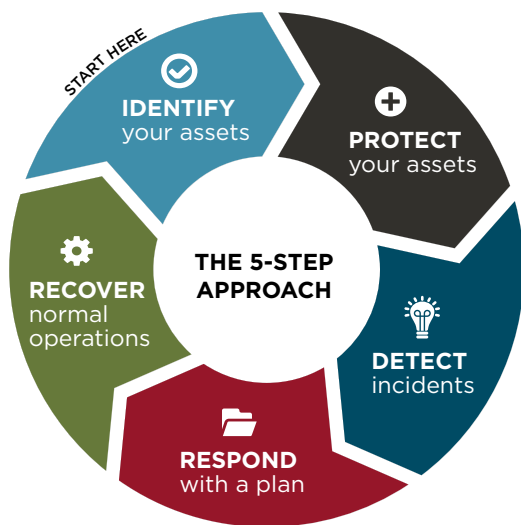 START HERE
IDENTIFY
your assets
PROTECT
your assets
THE 5-STEP
APPROACH
DETECT
incidents
RESPOND
with a plan
RECOVER
normal
operations